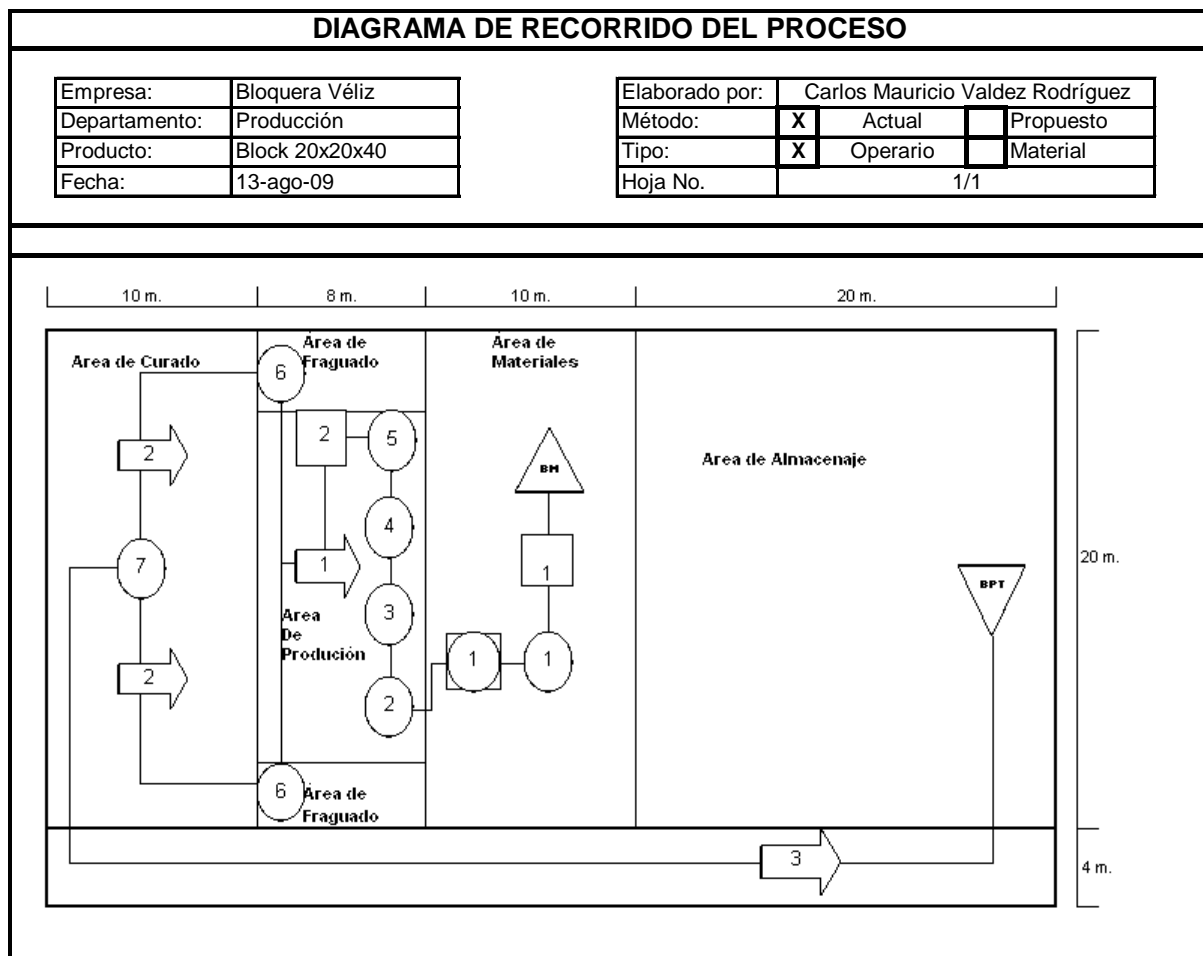 DIAGRAMA DE RECORRIDO DEL PROCESO
Empresa: Bloquera Véliz
Departamento: Producción
Producto: Block 20x20x40
Fecha: 13-ago-09
Elaborado por: Carlos Mauricio Valdez Rodríguez
Método: X Actual Propuesto
Tipo: X Operario Material
Hoja No. 1/1
10 m. 8 m. 10 m. 20 m.
Area de Curado
Área de
Fraguado
Área de
Materiales
6
2
5
2
BM
Area de Almacenaje
4
7
1
1
BPT
20 m.
3
Area
De
Produción
1
1
2
2
6
Área de
Fraguado
3
4 m.